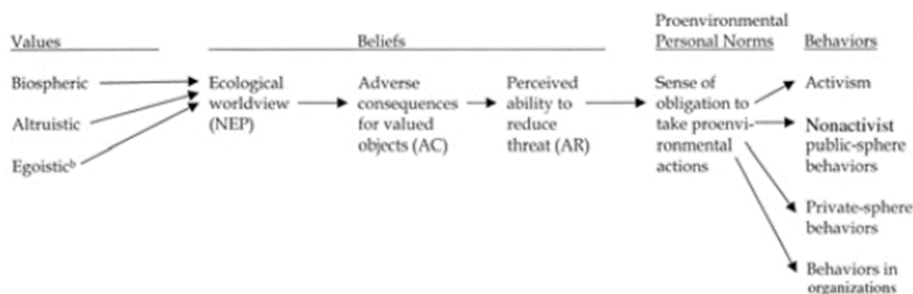 Proenvironmental
Values Beliefs Personal Norms Behaviors
Biospheric
Altruistic
Egoisticᵇ
Ecological
worldview
(NEP)
Adverse
consequences
for valued
objects (AC)
Perceived
ability to
reduce
threat (AR)
Sense of
obligation to
take proenvi-
ronmental
actions
Activism
Nonactivist
public-sphere
behaviors
Private-sphere
behaviors
Behaviors in
organizations